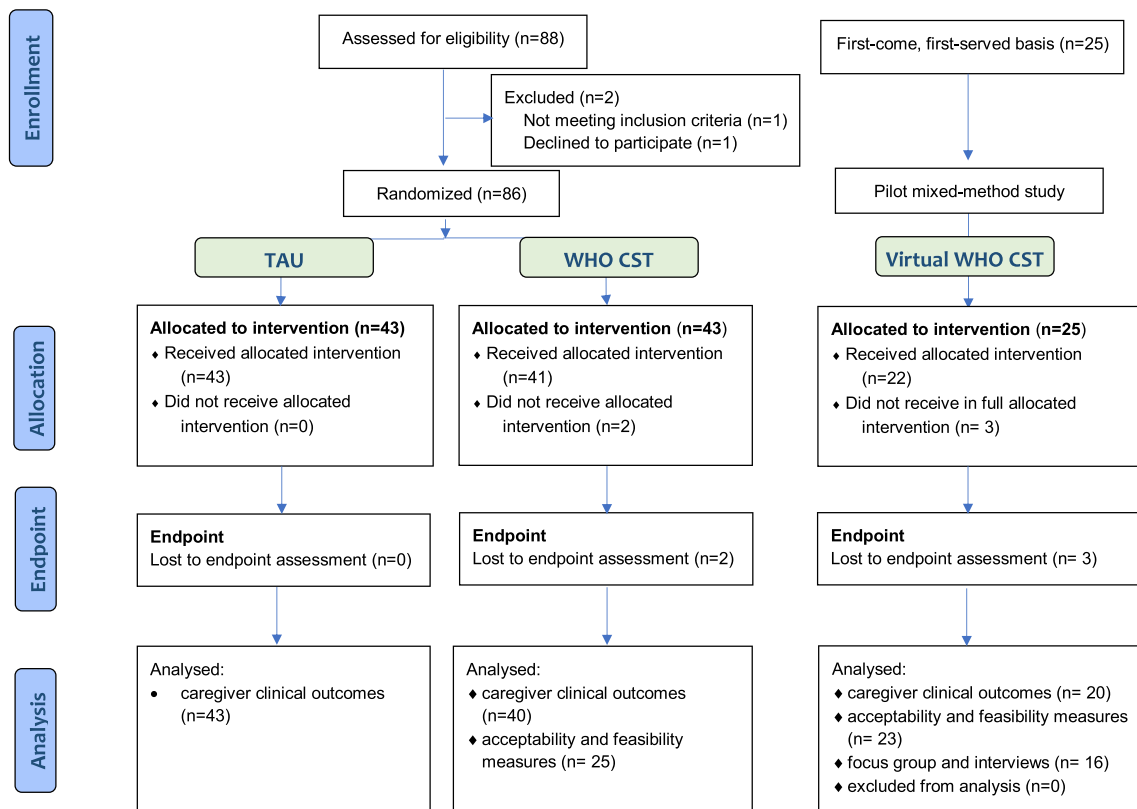 Enrollment
Assessed for eligibility (n=88)
First-come, first-served basis (n=25)
Excluded (n=2)
Not meeting inclusion criteria (n=1)
Declined to participate (n=1)
Randomized (n=86)
Pilot mixed-method study
TAU
WHO CST
Virtual WHO CST
Allocation
Allocated to intervention (n=43)
♦ Received allocated intervention
(n=43)
♦ Did not receive allocated
intervention (n=0)
Allocated to intervention (n=43)
♦ Received allocated intervention
(n=41)
♦ Did not receive allocated
intervention (n=2)
Allocated to intervention (n=25)
♦ Received allocated intervention
(n=22)
♦ Did not receive in full allocated
intervention (n= 3)
Endpoint
Endpoint
Lost to endpoint assessment (n=0)
Endpoint
Lost to endpoint assessment (n=2)
Endpoint
Lost to endpoint assessment (n= 3)
Analysis
Analysed:
• caregiver clinical outcomes
(n=43)
Analysed:
♦ caregiver clinical outcomes
(n=40)
♦ acceptability and feasibility
measures (n= 25)
Analysed:
♦ caregiver clinical outcomes (n= 20)
♦ acceptability and feasibility measures
(n= 23)
♦ focus group and interviews (n= 16)
♦ excluded from analysis (n=0)